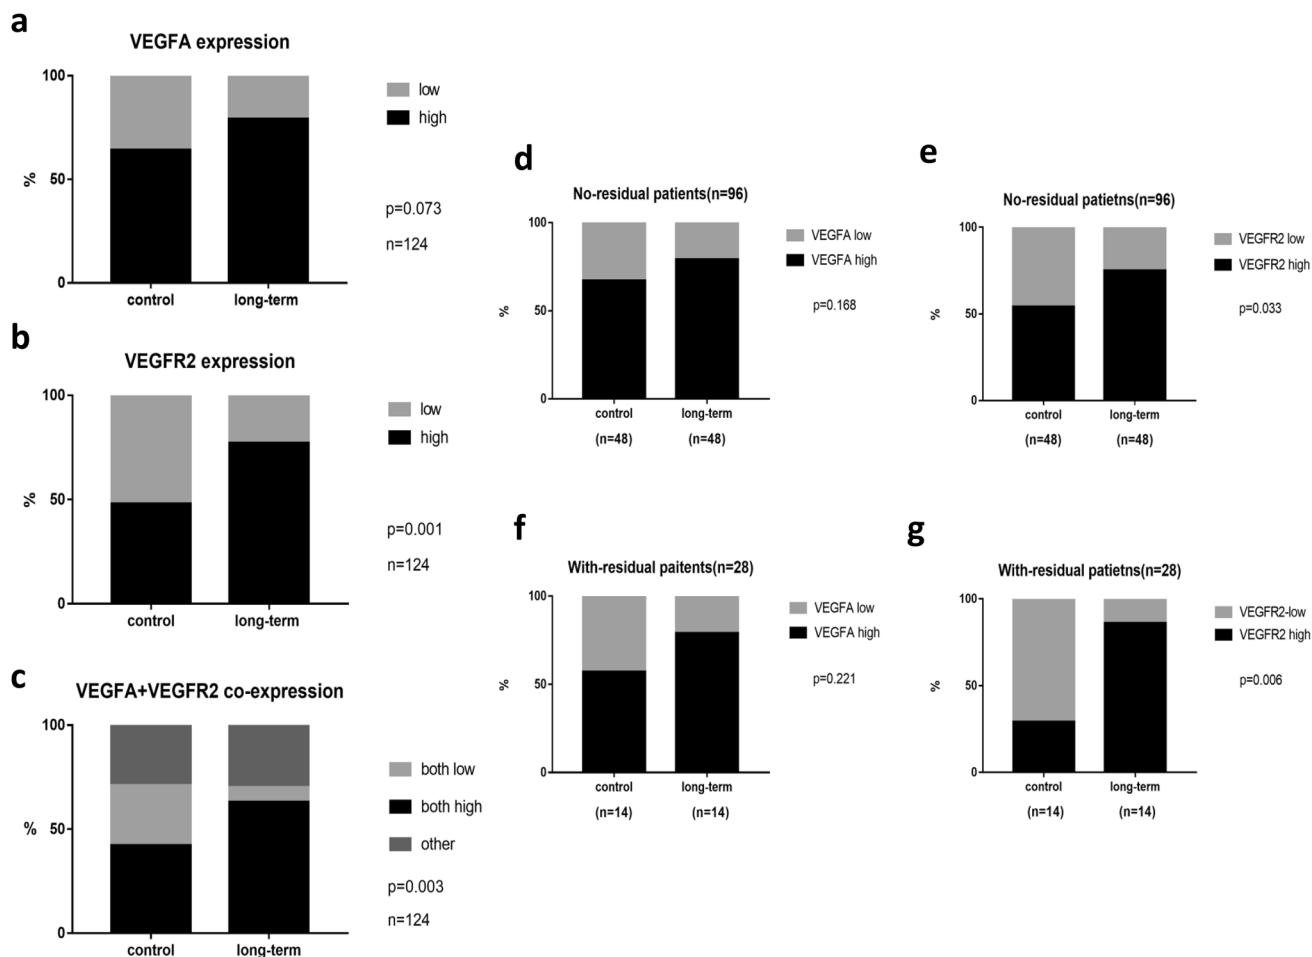 a
VEGFA expression
100
50
0
%
control
long-term
low
high
p=0.073
n=124
b
VEGFR2 expression
100
50
0
%
control
long-term
low
high
p=0.001
n=124
c
VEGFA+VEGFR2 co-expression
100
50
0
%
control
long-term
both low
both high
other
p=0.003
n=124
d
No-residual patients(n=96)
100
50
0
%
control
long-term
(n=48)
(n=48)
VEGFA low
VEGFA high
p=0.168
e
No-residual patietns(n=96)
100
50
0
%
control
long-term
(n=48)
(n=48)
VEGFR2 low
VEGFR2 high
p=0.033
f
With-residual paitents(n=28)
100
50
0
%
control
long-term
(n=14)
(n=14)
VEGFA low
VEGFA high
p=0.221
g
With-residual patietns(n=28)
100
50
0
%
control
long-term
(n=14)
(n=14)
VEGFR2-low
VEGFR2 high
p=0.006